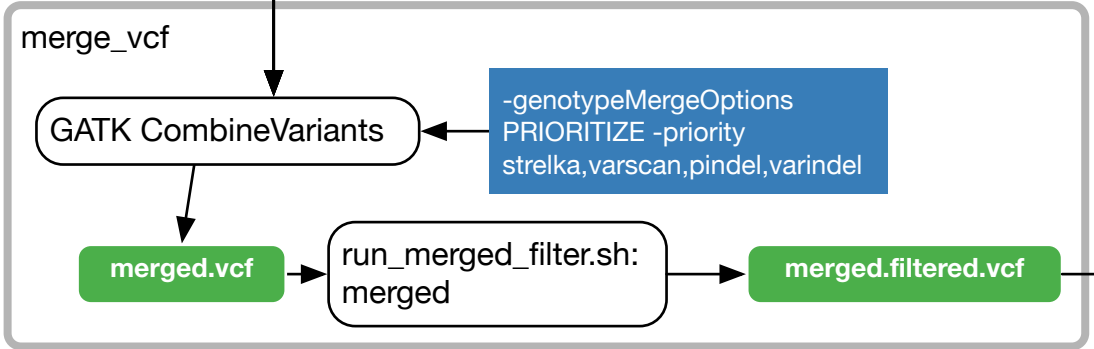 merge_vcf
GATK CombineVariants
-genotypeMergeOptions
PRIORITIZE -priority
strelka,varscan,pindel,varindel
merged.vcf
run_merged_filter.sh:
merged
merged.filtered.vcf